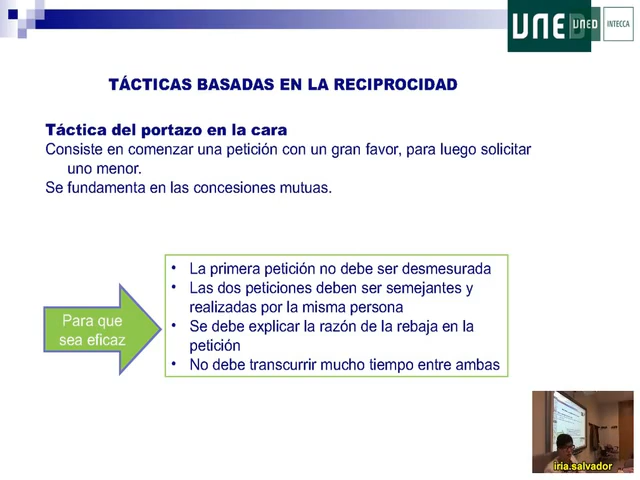 UNED
UNED
INTECCA
TÁCTICAS BASADAS EN LA RECIPROCIDAD
Táctica del portazo en la cara
Consiste en comenzar una petición con un gran favor, para luego solicitar
uno menor.
Se fundamenta en las concesiones mutuas.
Para que
sea eficaz
• La primera petición no debe ser desmesurada
• Las dos peticiones deben ser semejantes y
realizadas por la misma persona
• Se debe explicar la razón de la rebaja en la
petición
• No debe transcurrir mucho tiempo entre ambas
iria.salvador